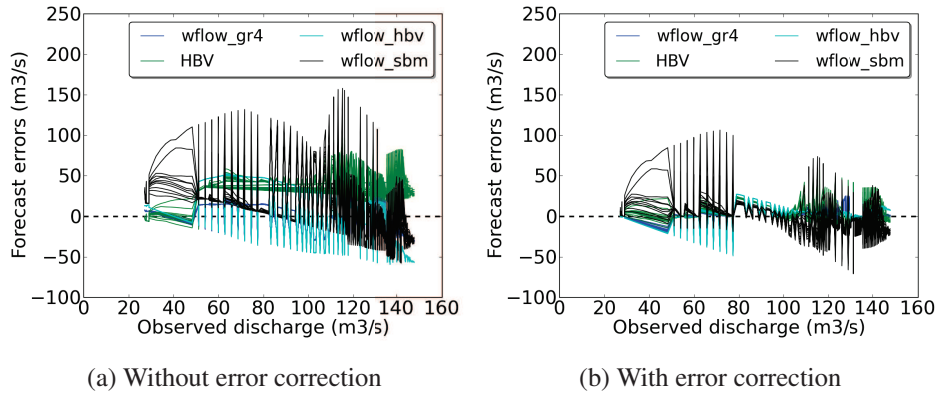 250
200
150
100
50
0
−50
−100
Forecast errors (m3/s)
wflow_gr4
HBV
wflow_hbv
wflow_sbm
0 20 40 60 80 100 120 140 160
Observed discharge (m3/s)
(a) Without error correction
250
200
150
100
50
0
−50
−100
Forecast errors (m3/s)
wflow_gr4
HBV
wflow_hbv
wflow_sbm
0 20 40 60 80 100 120 140 160
Observed discharge (m3/s)
(b) With error correction